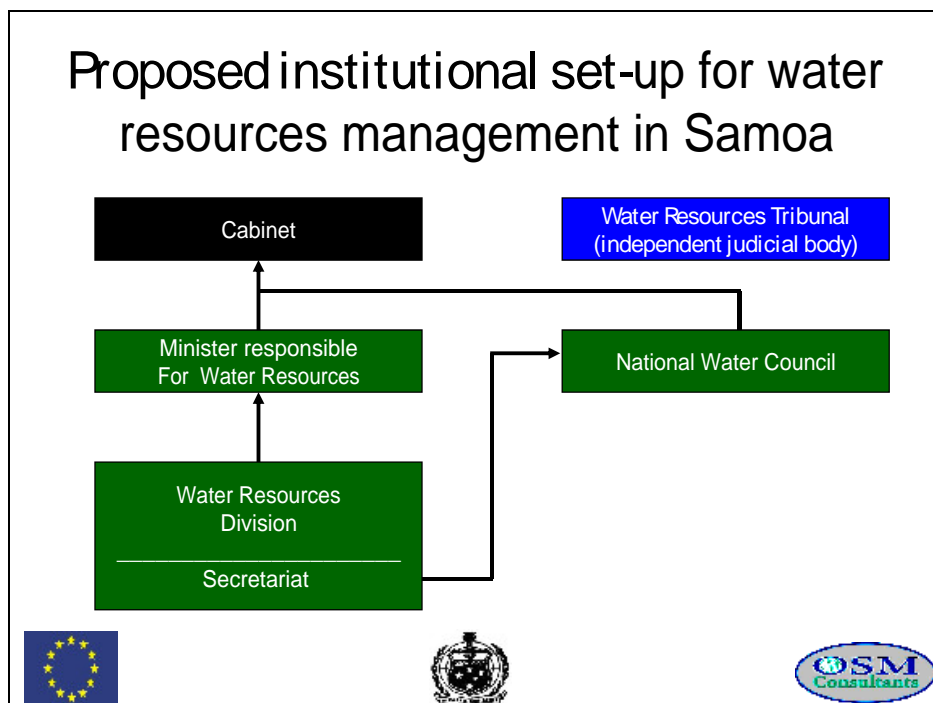 Proposed institutional set-up for water
resources management in Samoa
Cabinet
Water Resources Tribunal
(independent judicial body)
Minister responsible
For Water Resources
National Water Council
Water Resources
Division
Secretariat
OSM
Consultants